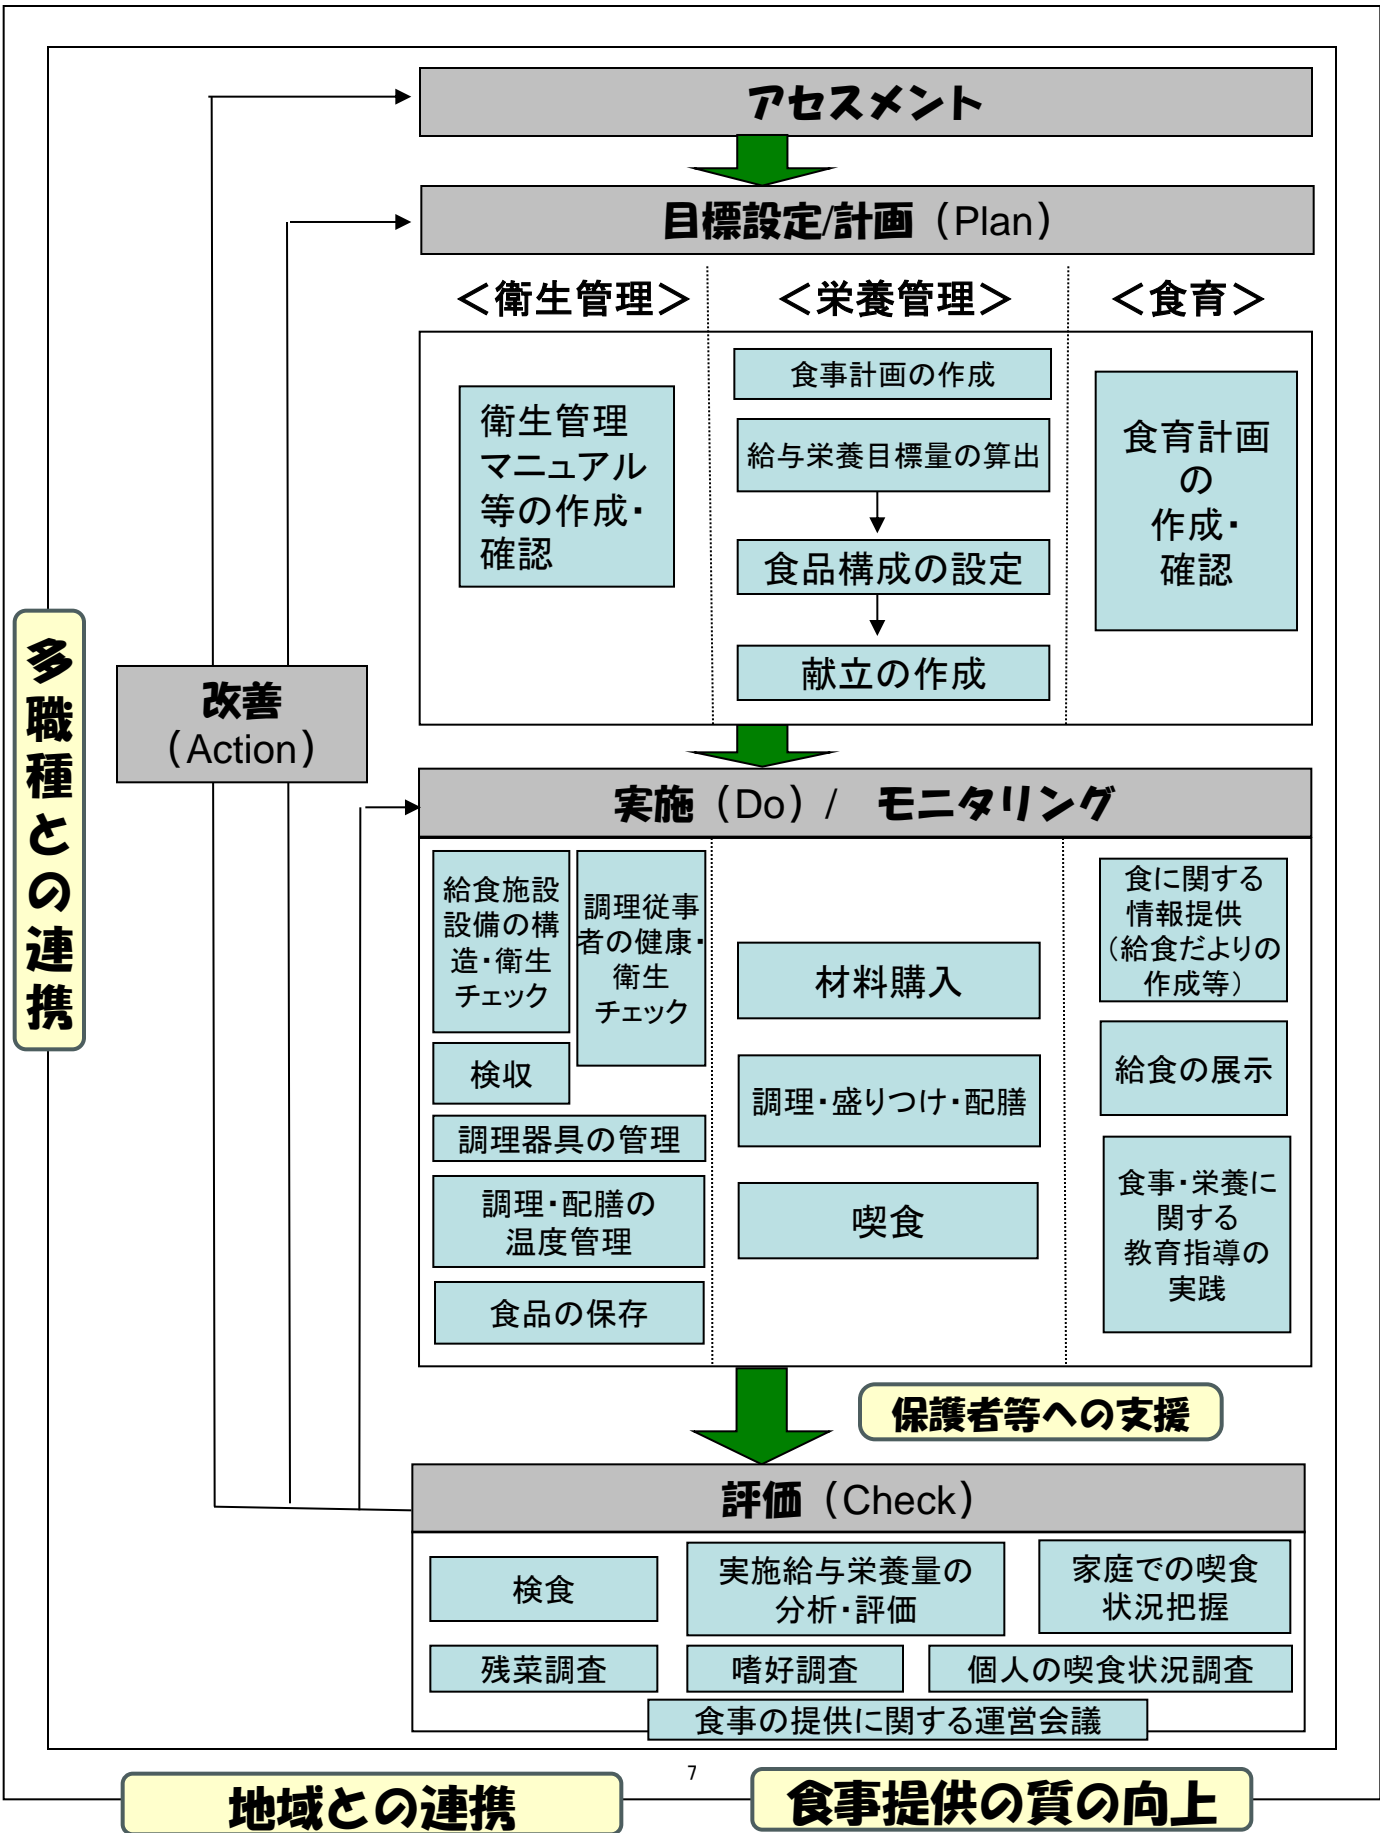 アセスメント
目標設定/計画（Plan）
＜衛生管理＞
＜栄養管理＞
＜食育＞
衛生管理
マニュアル
等の作成・
確認
食事計画の作成
給与栄養目標量の算出
食品構成の設定
献立の作成
食育計画
の
作成・
確認
多職種との連携
改善
（Action）
実施（Do）/　モニタリング
給食施設
設備の構
造・衛生
チェック
調理従事
者の健康・
衛生
チェック
検収
調理器具の管理
調理・配膳の
温度管理
食品の保存
材料購入
調理・盛りつけ・配膳
喫食
食に関する
情報提供
（給食だよりの
作成等）
給食の展示
食事・栄養に
関する
教育指導の
実践
保護者等への支援
評価（Check）
検食
実施給与栄養量の
分析・評価
家庭での喫食
状況把握
残菜調査
嗜好調査
個人の喫食状況調査
食事の提供に関する運営会議
7
地域との連携
食事提供の質の向上